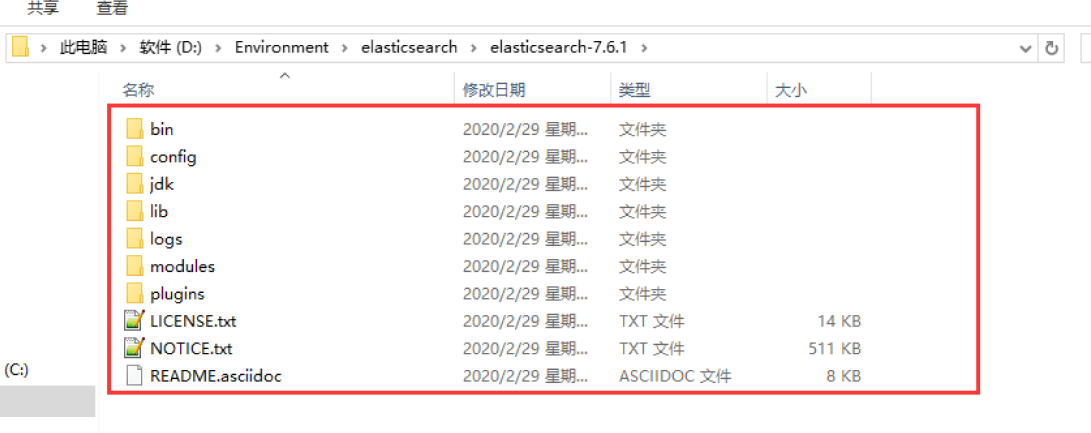 共享 查看
此电脑 › 软件 (D:) › Environment › elasticsearch › elasticsearch-7.6.1 ›
名称 修改日期 类型 大小
bin 2020/2/29 星期... 文件夹
config 2020/2/29 星期... 文件夹
jdk 2020/2/29 星期... 文件夹
lib 2020/2/29 星期... 文件夹
logs 2020/2/29 星期... 文件夹
modules 2020/2/29 星期... 文件夹
plugins 2020/2/29 星期... 文件夹
LICENSE.txt 2020/2/29 星期... TXT 文件 14 KB
NOTICE.txt 2020/2/29 星期... TXT 文件 511 KB
README.asciidoc 2020/2/29 星期... ASCIIDOC 文件 8 KB
(C:)